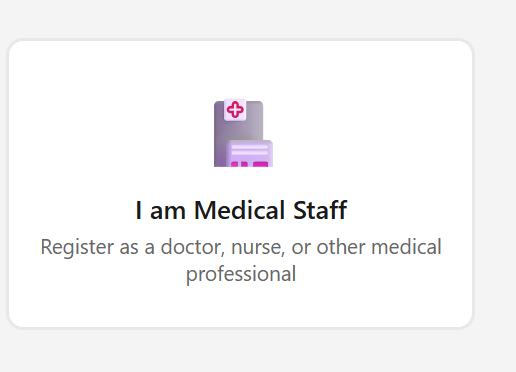 I am Medical Staff
Register as a doctor, nurse, or other medical
professional